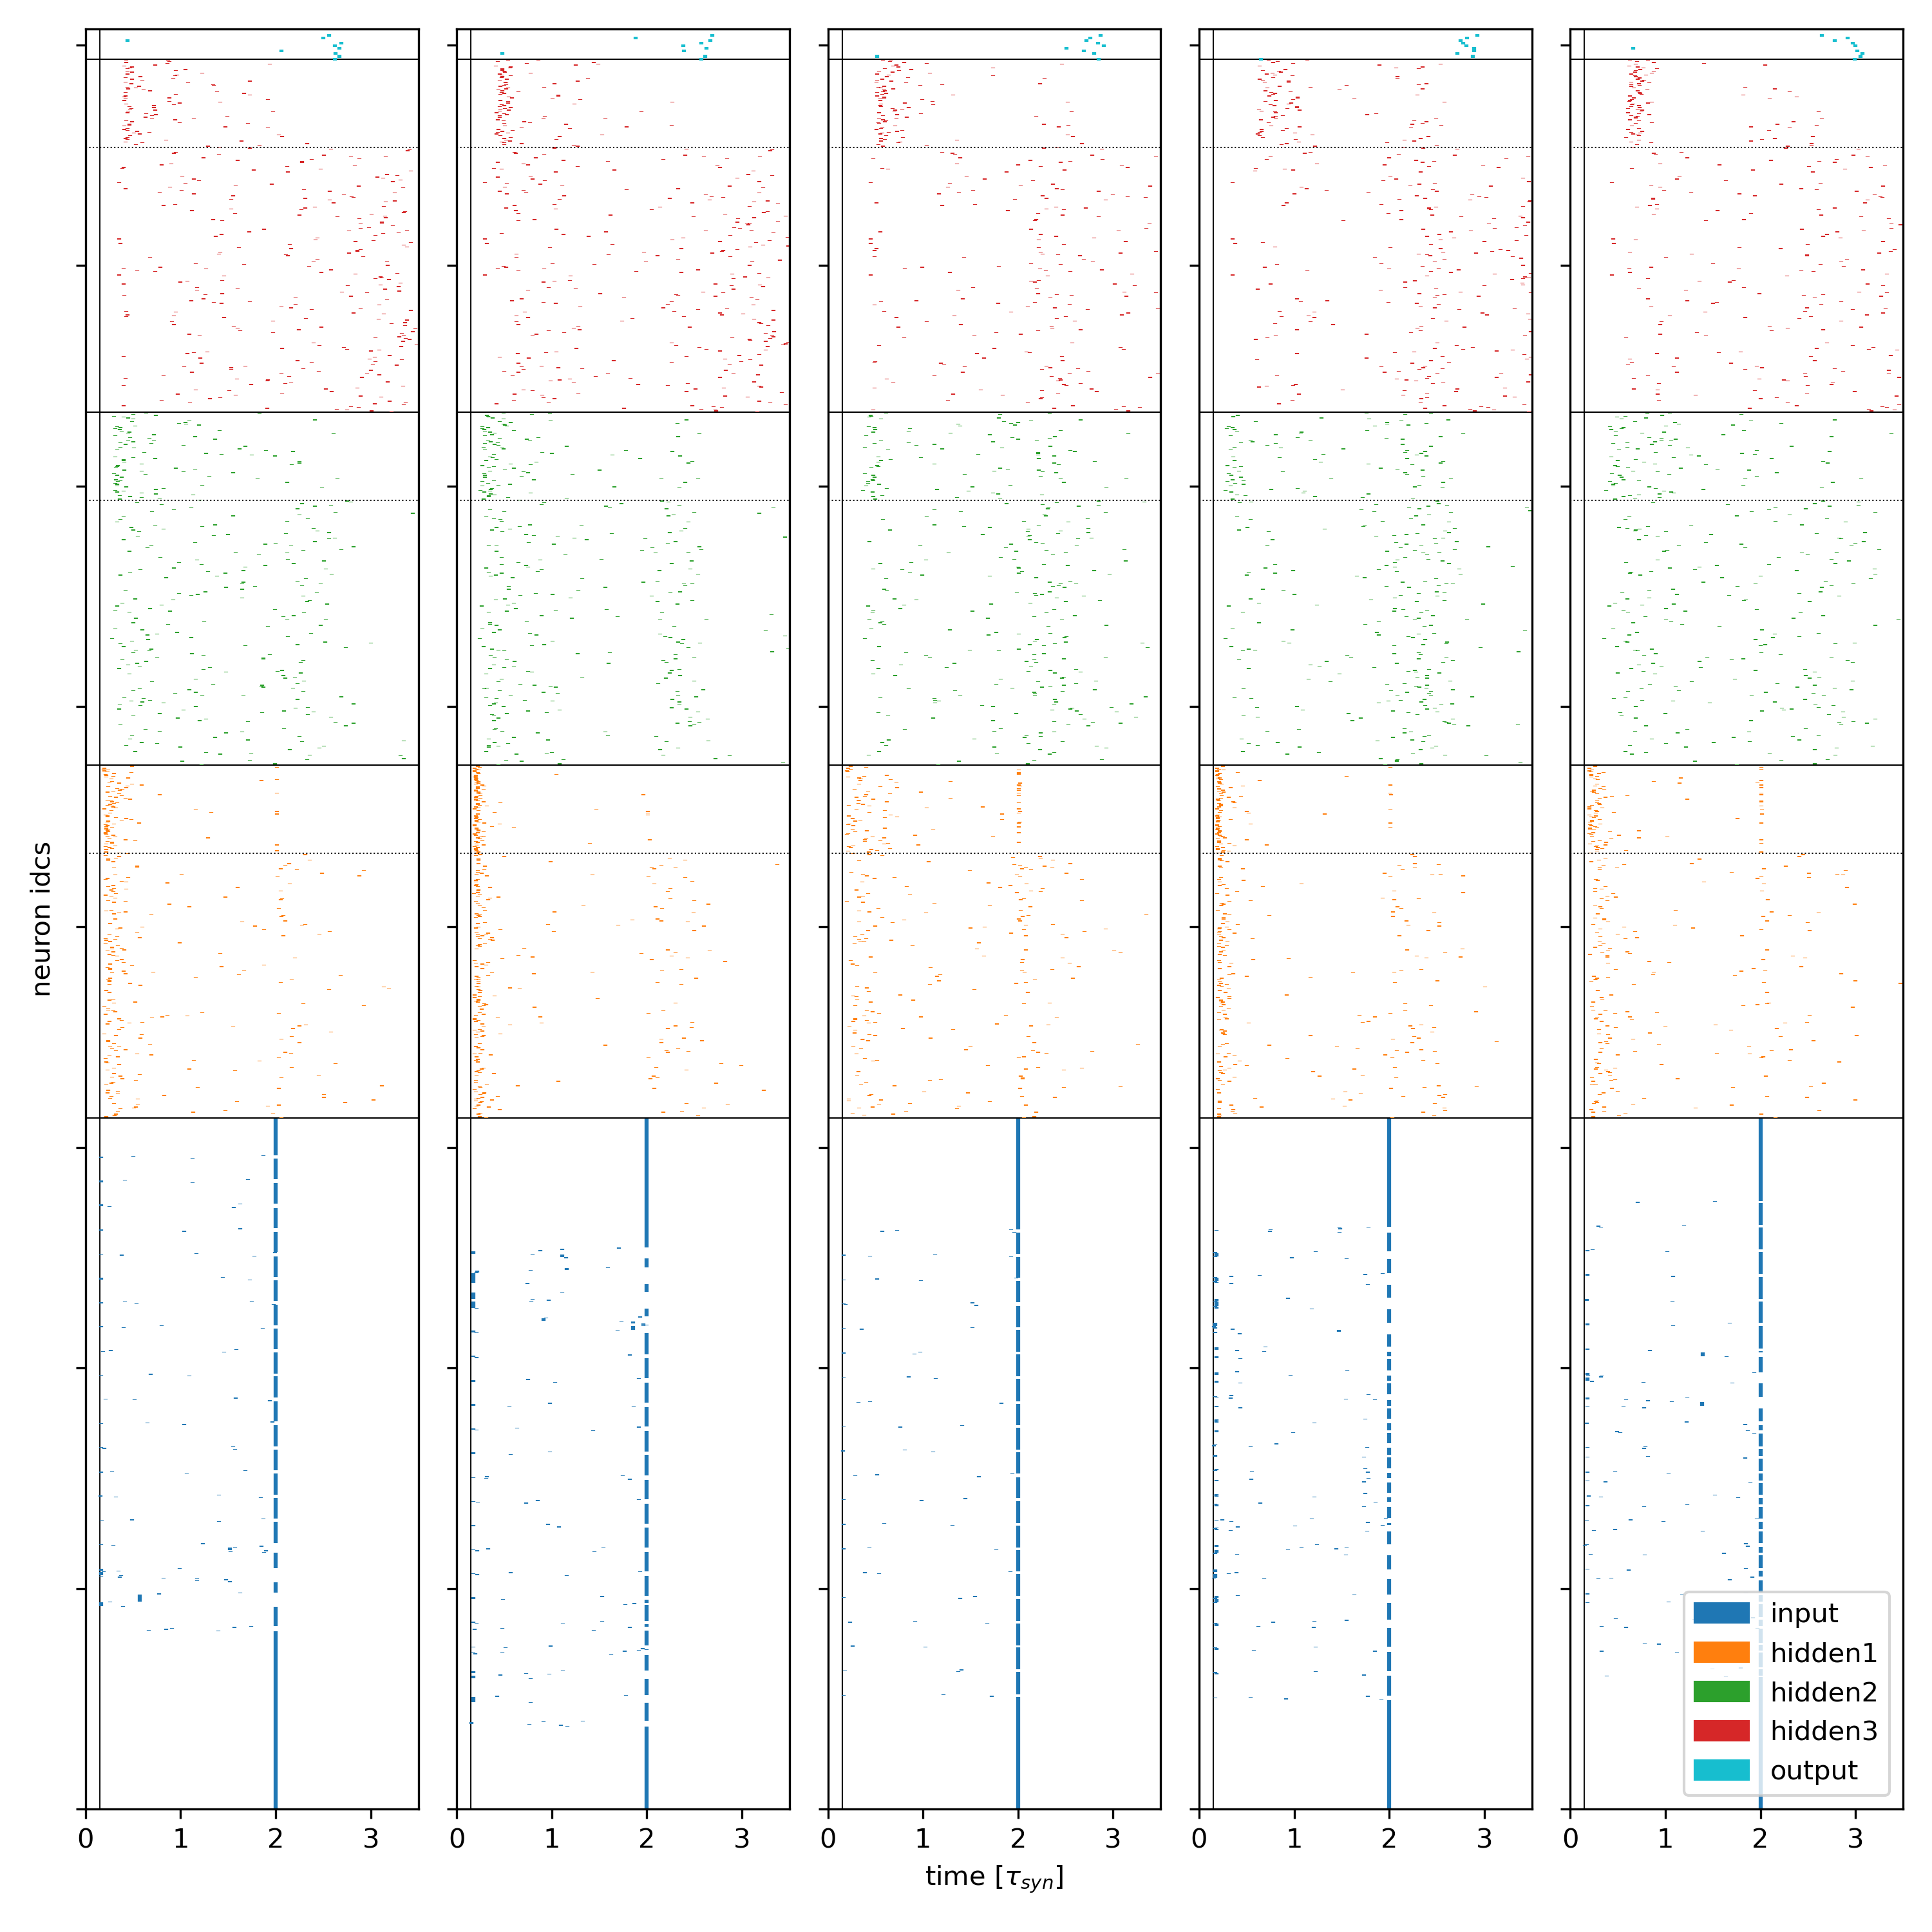 neuron idcs
0 1 2 3
0 1 2 3
0 1 2 3
0 1 2 3
0 1 2 3
time [τsyn]
input
hidden1
hidden2
hidden3
output